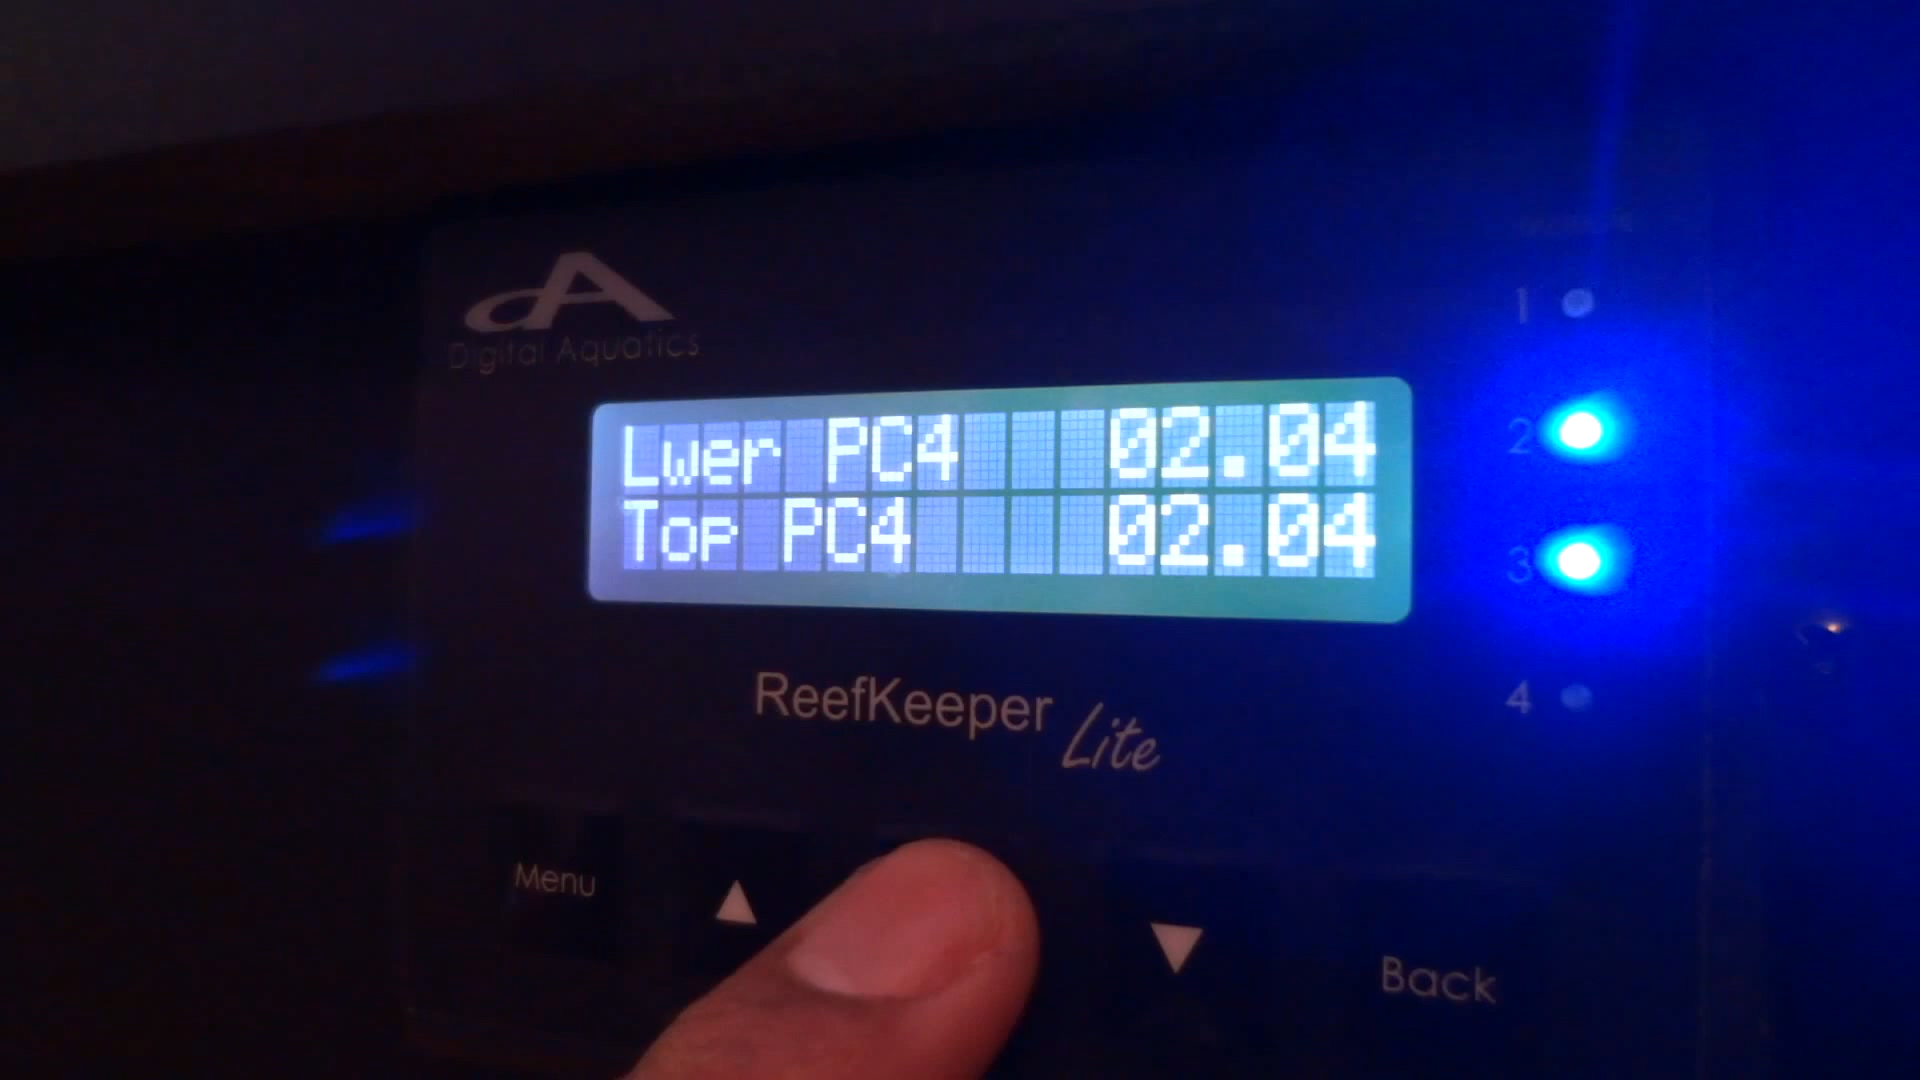 dA
Digital Aquatics
Lwer PC4 02.04
Top PC4 02.04
ReefKeeper Lite
1
2
3
4
Menu
Back